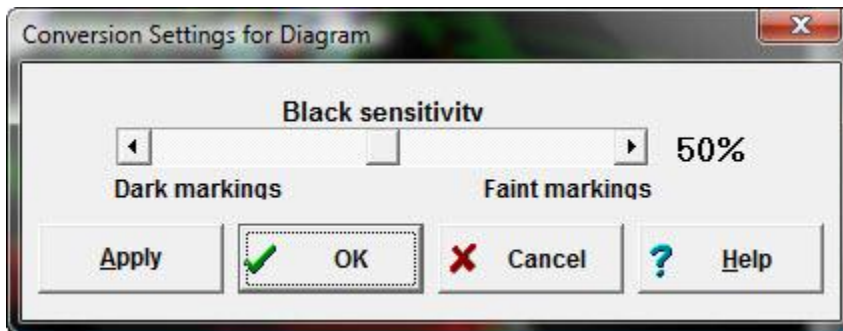 Conversion Settings for Diagram
Black sensitivity
50%
Dark markings Faint markings
Apply OK Cancel ? Help